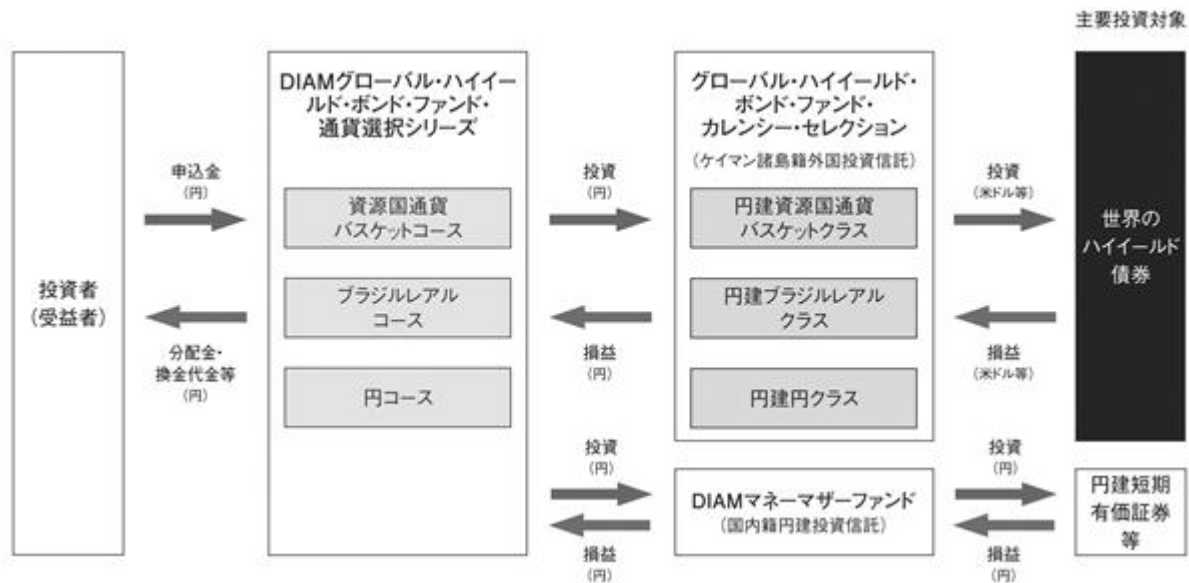 主要投資対象
投資者
（受益者）
申込金
（円）
分配金・
換金代金等
（円）
DIAMグローバル・ハイイー
ルド・ボンド・ファンド・
通貨選択シリーズ
資源国通貨
バスケットコース
ブラジルレアル
コース
円コース
投資
（円）
損益
（円）
グローバル・ハイイールド・
ボンド・ファンド・
カレンシー・セレクション
（ケイマン諸島籍外国投資信託）
円建資源国通貨
バスケットクラス
円建ブラジルレアル
クラス
円建円クラス
投資
（米ドル等）
損益
（米ドル等）
世界の
ハイイールド
債券
投資
（円）
損益
（円）
DIAMマネーマザーファンド
（国内籍円建投資信託）
投資
（円）
損益
（円）
円建短期
有価証券
等